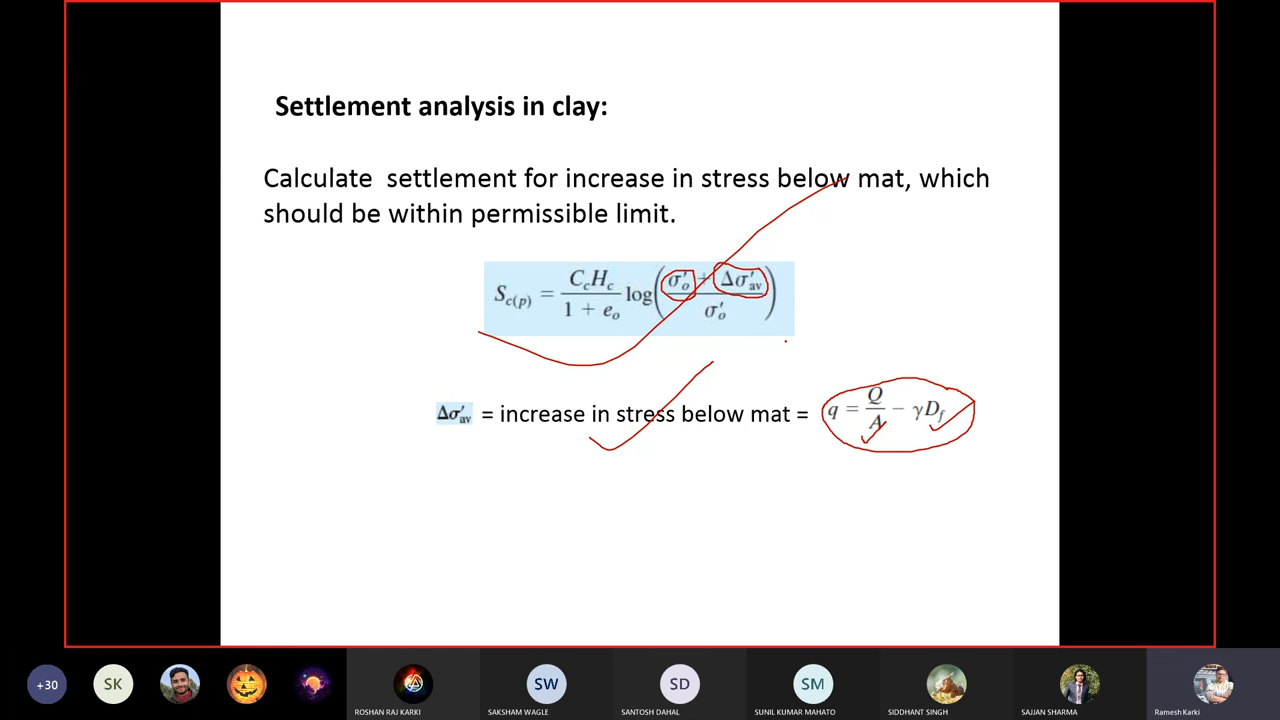 Settlement analysis in clay:
Calculate settlement for increase in stress below mat, which
should be within permissible limit.
S_c(p) = C_cH_c / 1 + e_o log(σ′_o + Δσ′_av / σ′_o)
Δσ′_av = increase in stress below mat = q = Q/A − γD_f
+30
SK
SW
SD
SM
ROSHAN RAJ KARKI
SAKSHAM WAGLE
SANTOSH DAHAL
SUNIL KUMAR MAHATO
SIDDHANT SINGH
SAJJAN SHARMA
Ramesh Karki